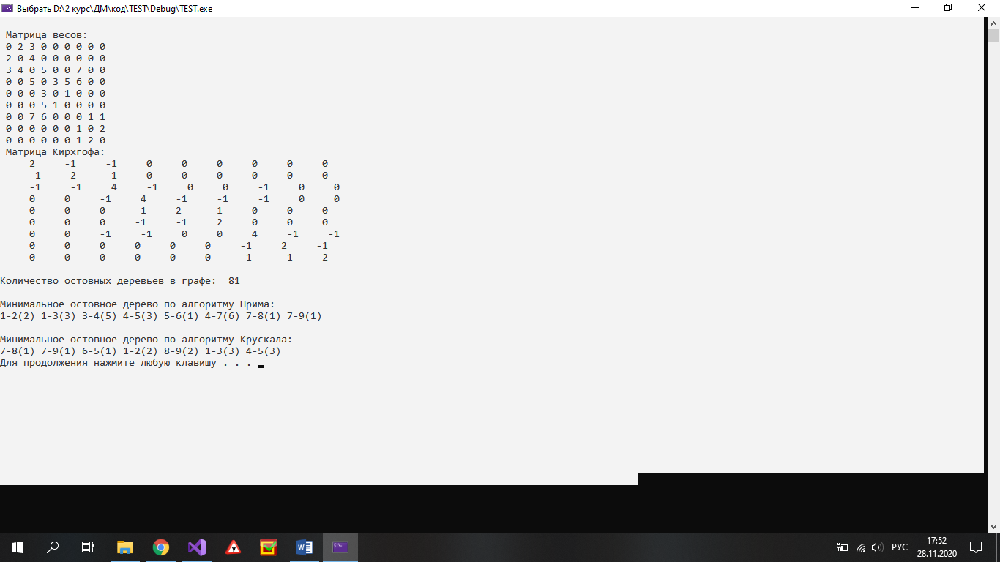 Выбрать D:\2 курс\ДМ\код\TEST\Debug\TEST.exe
Матрица весов:
0 2 3 0 0 0 0 0 0
2 0 4 0 0 0 0 0 0
3 4 0 5 0 0 7 0 0
0 0 5 0 3 5 6 0 0
0 0 0 3 0 1 0 0 0
0 0 0 5 1 0 0 0 0
0 0 7 6 0 0 0 1 1
0 0 0 0 0 0 1 0 2
0 0 0 0 0 0 1 2 0
Матрица Кирхгофа:
2 -1 -1 0 0 0 0 0 0
-1 2 -1 0 0 0 0 0 0
-1 -1 4 -1 0 0 -1 0 0
0 0 -1 4 -1 -1 -1 0 0
0 0 0 -1 2 -1 0 0 0
0 0 0 -1 -1 2 0 0 0
0 0 -1 -1 0 0 4 -1 -1
0 0 0 0 0 0 -1 2 -1
0 0 0 0 0 0 -1 -1 2
Количество остовных деревьев в графе: 81
Минимальное остовное дерево по алгоритму Прима:
1-2(2) 1-3(3) 3-4(5) 4-5(3) 5-6(1) 4-7(6) 7-8(1) 7-9(1)
Минимальное остовное дерево по алгоритму Крускала:
7-8(1) 7-9(1) 6-5(1) 1-2(2) 8-9(2) 1-3(3) 4-5(3)
Для продолжения нажмите любую клавишу . . .
РУС
17:52
28.11.2020